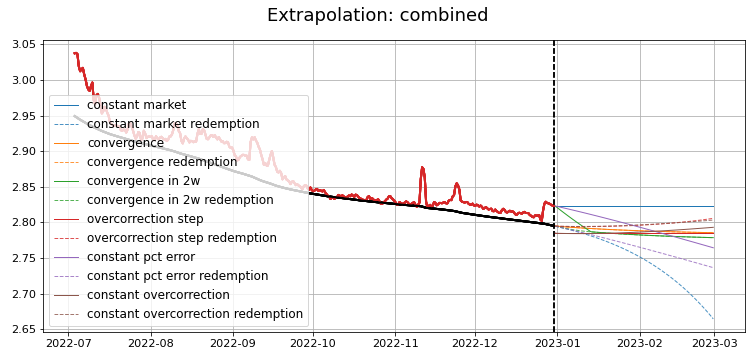 Extrapolation: combined
3.05
3.00
2.95
2.90
2.85
2.80
2.75
2.70
2.65
constant market
constant market redemption
convergence
convergence redemption
convergence in 2w
convergence in 2w redemption
overcorrection step
overcorrection step redemption
constant pct error
constant pct error redemption
constant overcorrection
constant overcorrection redemption
2022-07 2022-08 2022-09 2022-10 2022-11 2022-12 2023-01 2023-02 2023-03